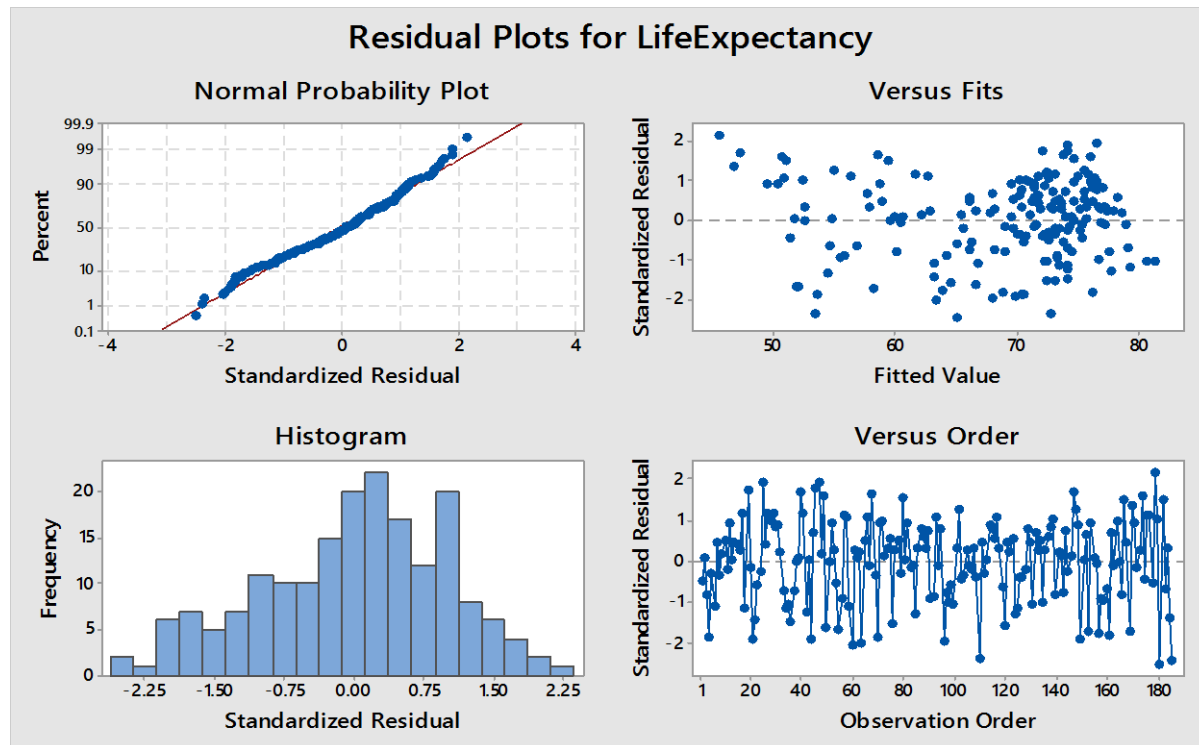 Residual Plots for LifeExpectancy
Normal Probability Plot
99.9
99
90
50
10
1
0.1
Percent
-4 -2 0 2 4
Standardized Residual
Versus Fits
2
1
0
-1
-2
Standardized Residual
50 60 70 80
Fitted Value
Histogram
20
15
10
5
0
Frequency
-2.25 -1.50 -0.75 0.00 0.75 1.50 2.25
Standardized Residual
Versus Order
2
1
0
-1
-2
Standardized Residual
1 20 40 60 80 100 120 140 160 180
Observation Order